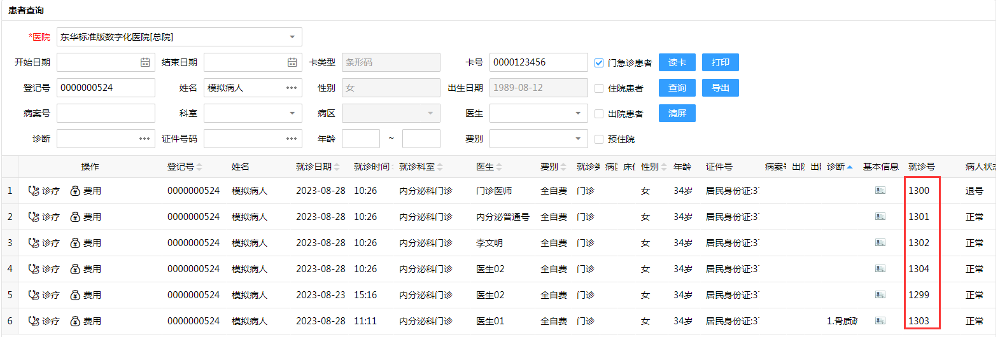 患者查询
*医院 东华标准版数字化医院[总院]
开始日期 结束日期 卡类型 条形码 卡号 0000123456 门急诊患者 读卡 打印
登记号 0000000524 姓名 模拟病人 性别 女 出生日期 1989-08-12 住院患者 查询 导出
病案号 科室 病区 医生 出院患者 清屏
诊断 证件号码 年龄 ~ 费别 预住院
操作 登记号 姓名 就诊日期 就诊时间 就诊科室 医生 费别 就诊 病 床 性别 年龄 证件号 病案 出 出 诊断 基本信息 就诊号 病人状
1 诊疗 费用 0000000524 模拟病人 2023-08-28 10:26 内分泌科门诊 门诊医师 全自费 门诊 女 34岁 居民身份证:3 1300 退号
2 诊疗 费用 0000000524 模拟病人 2023-08-28 10:26 内分泌科门诊 内分泌普通号 全自费 门诊 女 34岁 居民身份证:3 1301 正常
3 诊疗 费用 0000000524 模拟病人 2023-08-28 10:26 内分泌科门诊 李文明 全自费 门诊 女 34岁 居民身份证:3 1302 正常
4 诊疗 费用 0000000524 模拟病人 2023-08-28 10:26 内分泌科门诊 医生02 全自费 门诊 女 34岁 居民身份证:3 1304 正常
5 诊疗 费用 0000000524 模拟病人 2023-08-23 15:16 内分泌科门诊 医生02 全自费 门诊 女 34岁 居民身份证:3 1299 正常
6 诊疗 费用 0000000524 模拟病人 2023-08-28 11:11 内分泌科门诊 医生01 全自费 门诊 女 34岁 居民身份证:3 1.骨质 1303 正常